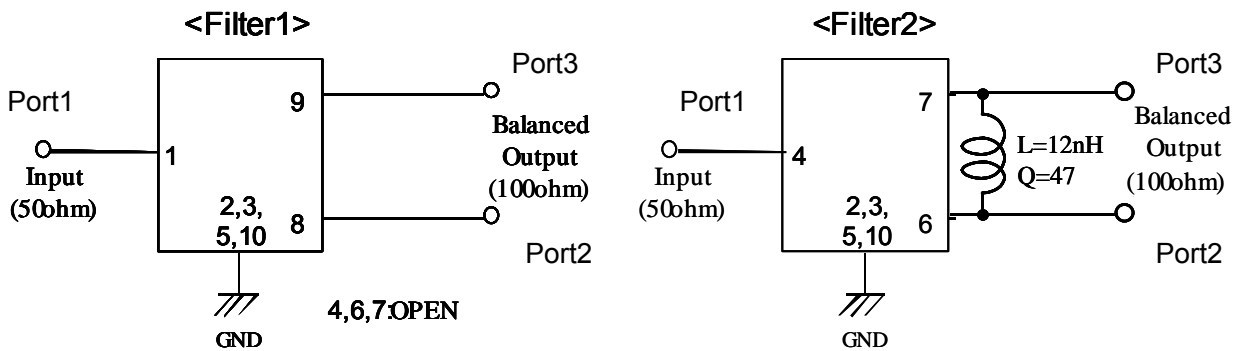 <Filter1>
Port1
Input
(50ohm)
1
9
8
2,3,
5,10
GND
4,6,7:OPEN
Port3
Balanced
Output
(100ohm)
Port2
<Filter2>
Port1
Input
(50ohm)
4
7
6
2,3,
5,10
GND
L=12nH
Q=47
Port3
Balanced
Output
(100ohm)
Port2